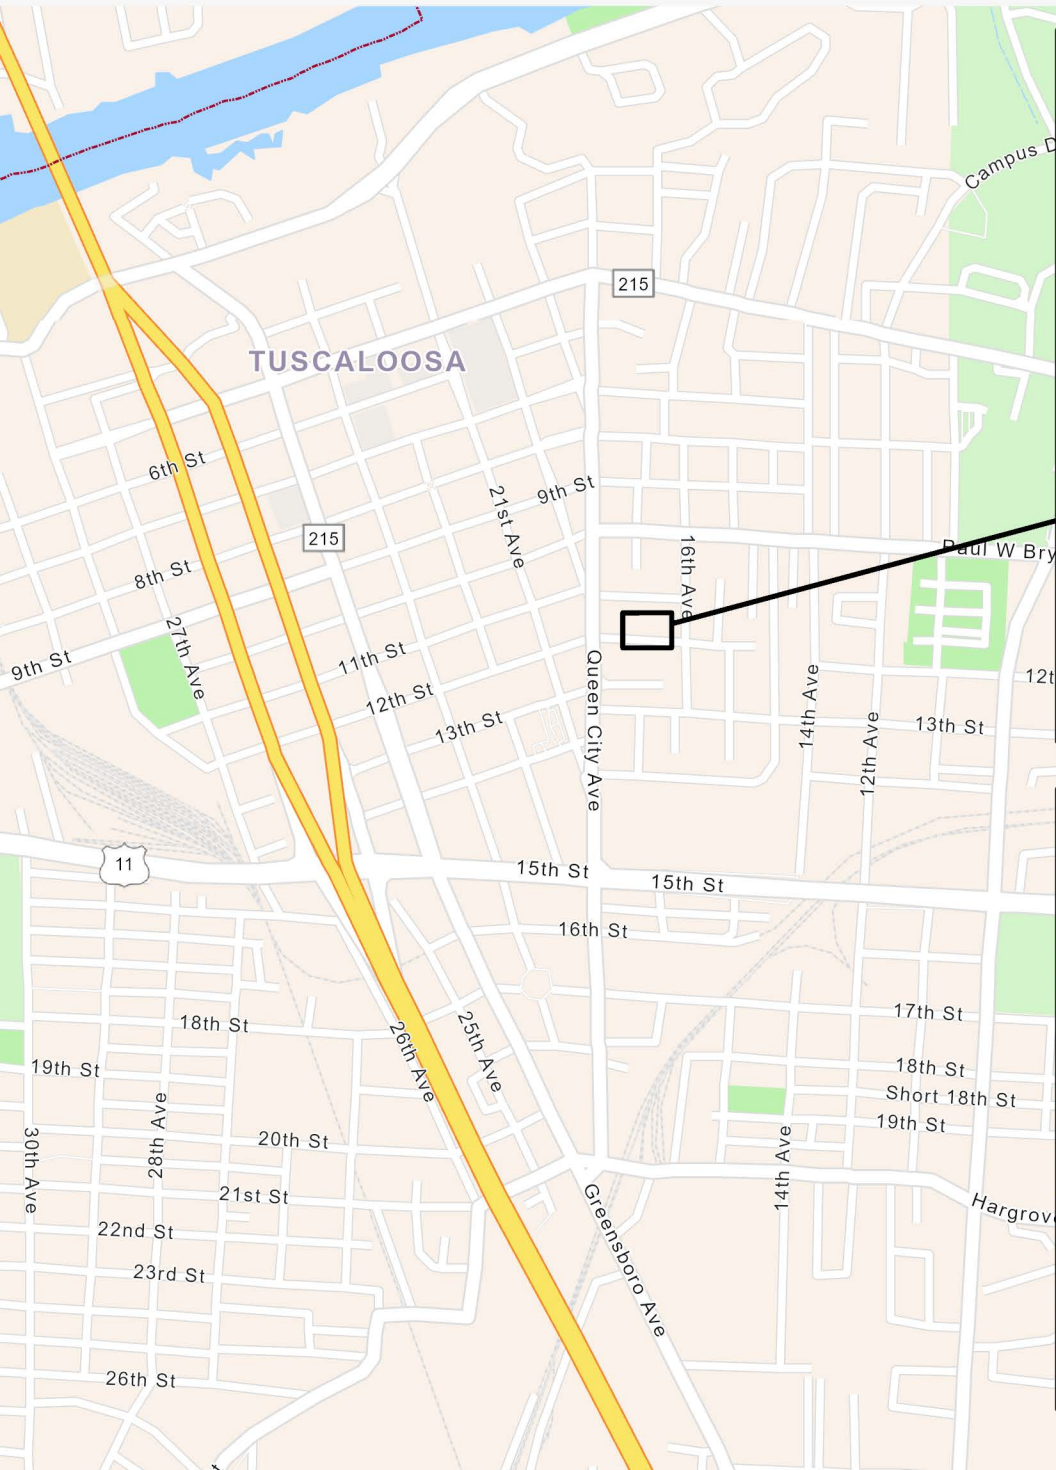 Campus D
215
TUSCALOOSA
6th St
21st Ave
9th St
215
16th Ave
Paul W Bry
8th St
27th Ave
9th St
11th St
12th St
13th St
Queen City Ave
14th Ave
12th Ave
12t
13th St
11
15th St
15th St
16th St
17th St
18th St
26th Ave
25th Ave
18th St
Short 18th St
19th St
19th St
28th Ave
30th Ave
20th St
14th Ave
21st St
Greensboro Ave
Hargrov
22nd St
23rd St
26th St